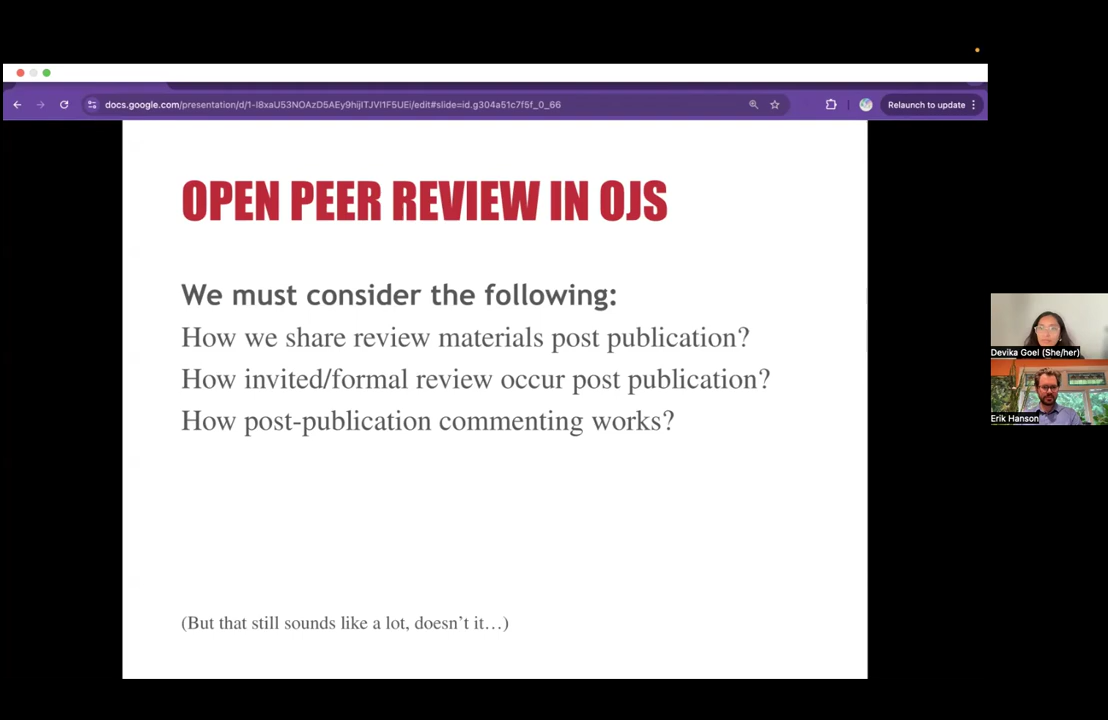 docs.google.com/presentation/d/1-I8xaU53NOAzD5AEy9hijITJVI1F5UEi/edit#slide=id.g304a51c7f5f_0_66
Relaunch to update
OPEN PEER REVIEW IN OJS
We must consider the following:
How we share review materials post publication?
How invited/formal review occur post publication?
How post-publication commenting works?
(But that still sounds like a lot, doesn’t it…)
Devika Goel (She/her)
Erik Hanson